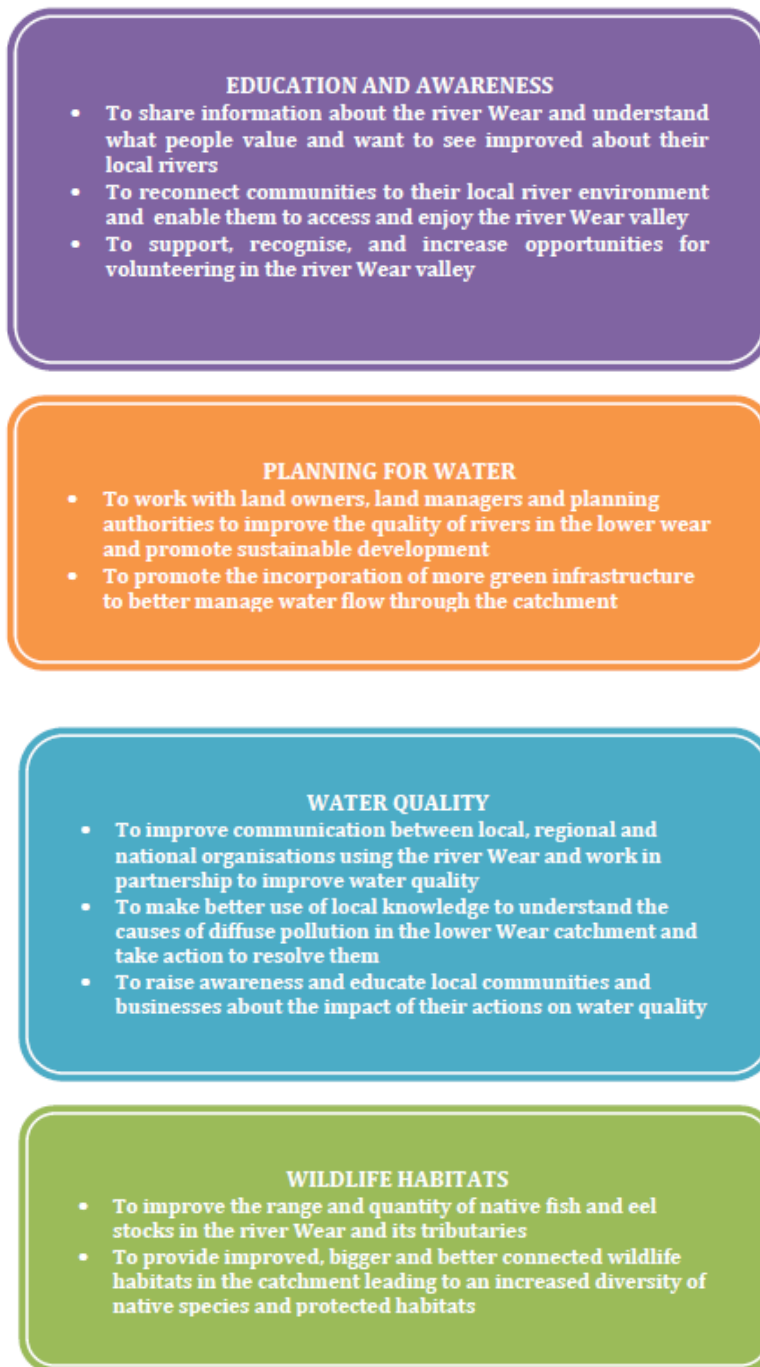 EDUCATION AND AWARENESS
• To share information about the river Wear and understand
what people value and want to see improved about their
local rivers
• To reconnect communities to their local river environment
and enable them to access and enjoy the river Wear valley
• To support, recognise, and increase opportunities for
volunteering in the river Wear valley
PLANNING FOR WATER
• To work with land owners, land managers and planning
authorities to improve the quality of rivers in the lower wear
and promote sustainable development
• To promote the incorporation of more green infrastructure
to better manage water flow through the catchment
WATER QUALITY
• To improve communication between local, regional and
national organisations using the river Wear and work in
partnership to improve water quality
• To make better use of local knowledge to understand the
causes of diffuse pollution in the lower Wear catchment and
take action to resolve them
• To raise awareness and educate local communities and
businesses about the impact of their actions on water quality
WILDLIFE HABITATS
• To improve the range and quantity of native fish and eel
stocks in the river Wear and its tributaries
• To provide improved, bigger and better connected wildlife
habitats in the catchment leading to an increased diversity of
native species and protected habitats